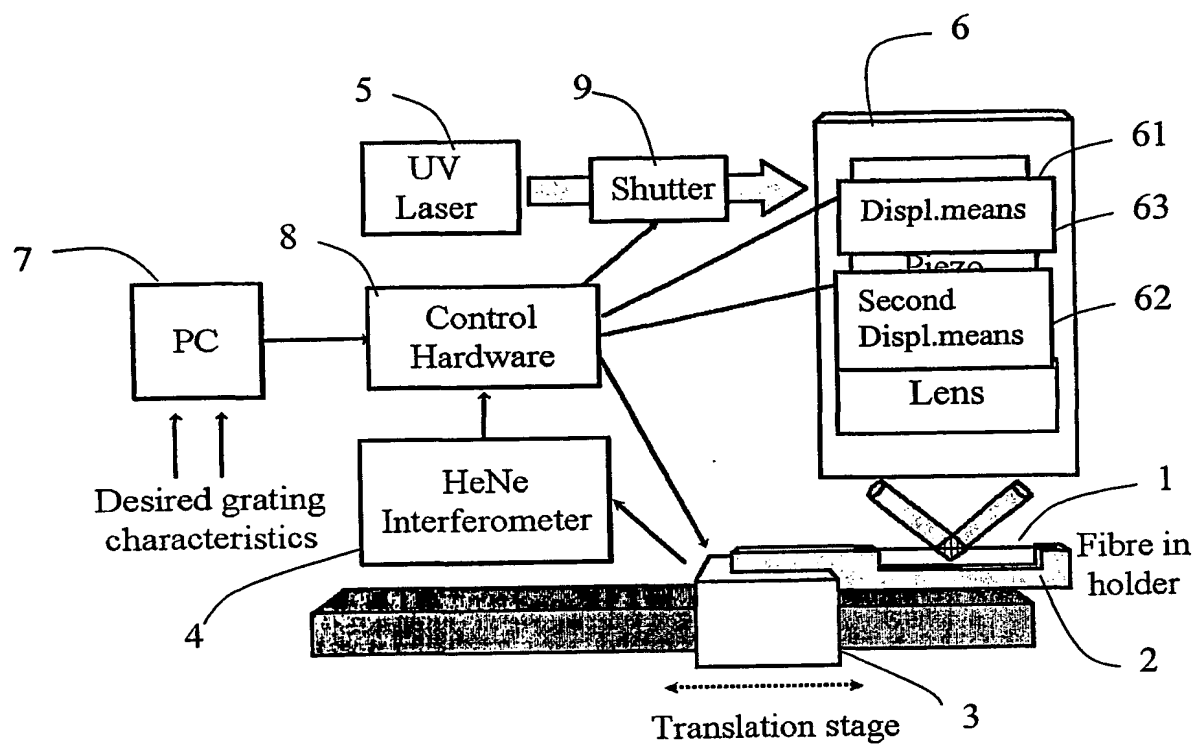 6
5
9
61
UV
Laser
Shutter
Displ.means
63
8
7
Piezo
62
Second
Displ.means
Control
Hardware
PC
Lens
HeNe
Interferometer
1
Desired grating
characteristics
Fibre in
holder
4
2
3
Translation stage